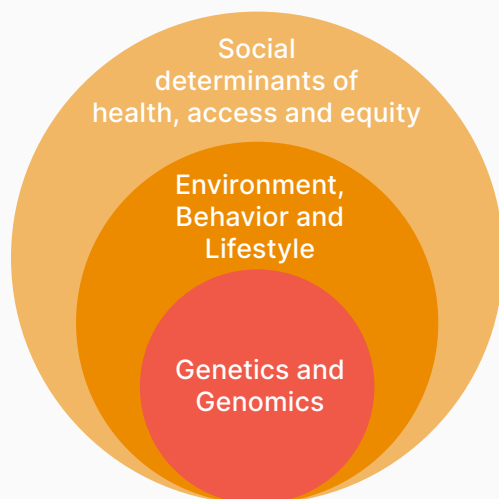 Social
determinants of
health, access and equity
Environment,
Behavior and
Lifestyle
Genetics and
Genomics